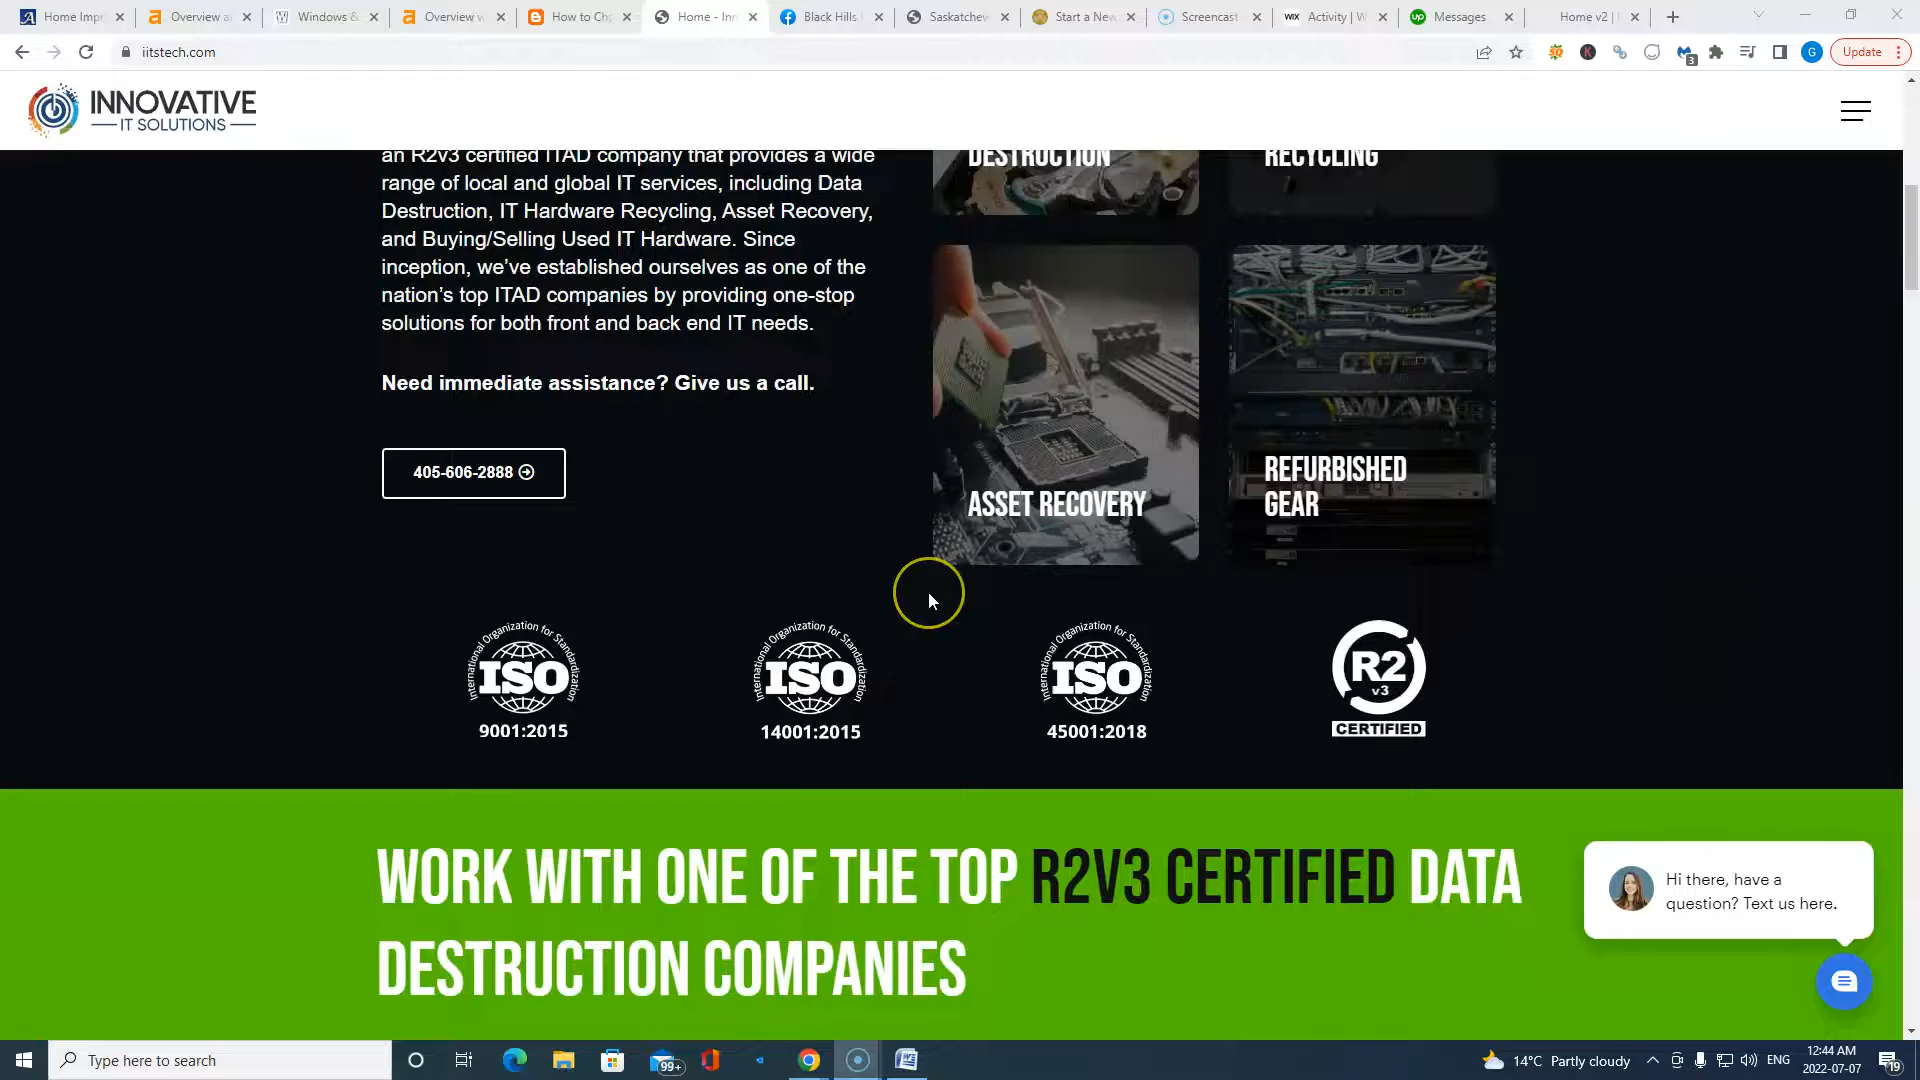 Home Impr
Overview a
Windows &
Overview w
How to Ch
Home - Inn
Black Hills
Saskatchew
Start a New
Screencast
Activity | W
Messages
Home v2 |
iitstech.com
Update
INNOVATIVE
IT SOLUTIONS
an R2v3 certified ITAD company that provides a wide
range of local and global IT services, including Data
Destruction, IT Hardware Recycling, Asset Recovery,
and Buying/Selling Used IT Hardware. Since
inception, we've established ourselves as one of the
nation's top ITAD companies by providing one-stop
solutions for both front and back end IT needs.
Need immediate assistance? Give us a call.
405-606-2888
DESTRUCTION
RECYCLING
ASSET RECOVERY
REFURBISHED
GEAR
International Organization for Standardization
ISO
9001:2015
International Organization for Standardization
ISO
14001:2015
International Organization for Standardization
ISO
45001:2018
R2
v3
CERTIFIED
WORK WITH ONE OF THE TOP R2V3 CERTIFIED DATA
DESTRUCTION COMPANIES
Hi there, have a
question? Text us here.
Type here to search
99+
14°C Partly cloudy
ENG
12:44 AM
2022-07-07
19